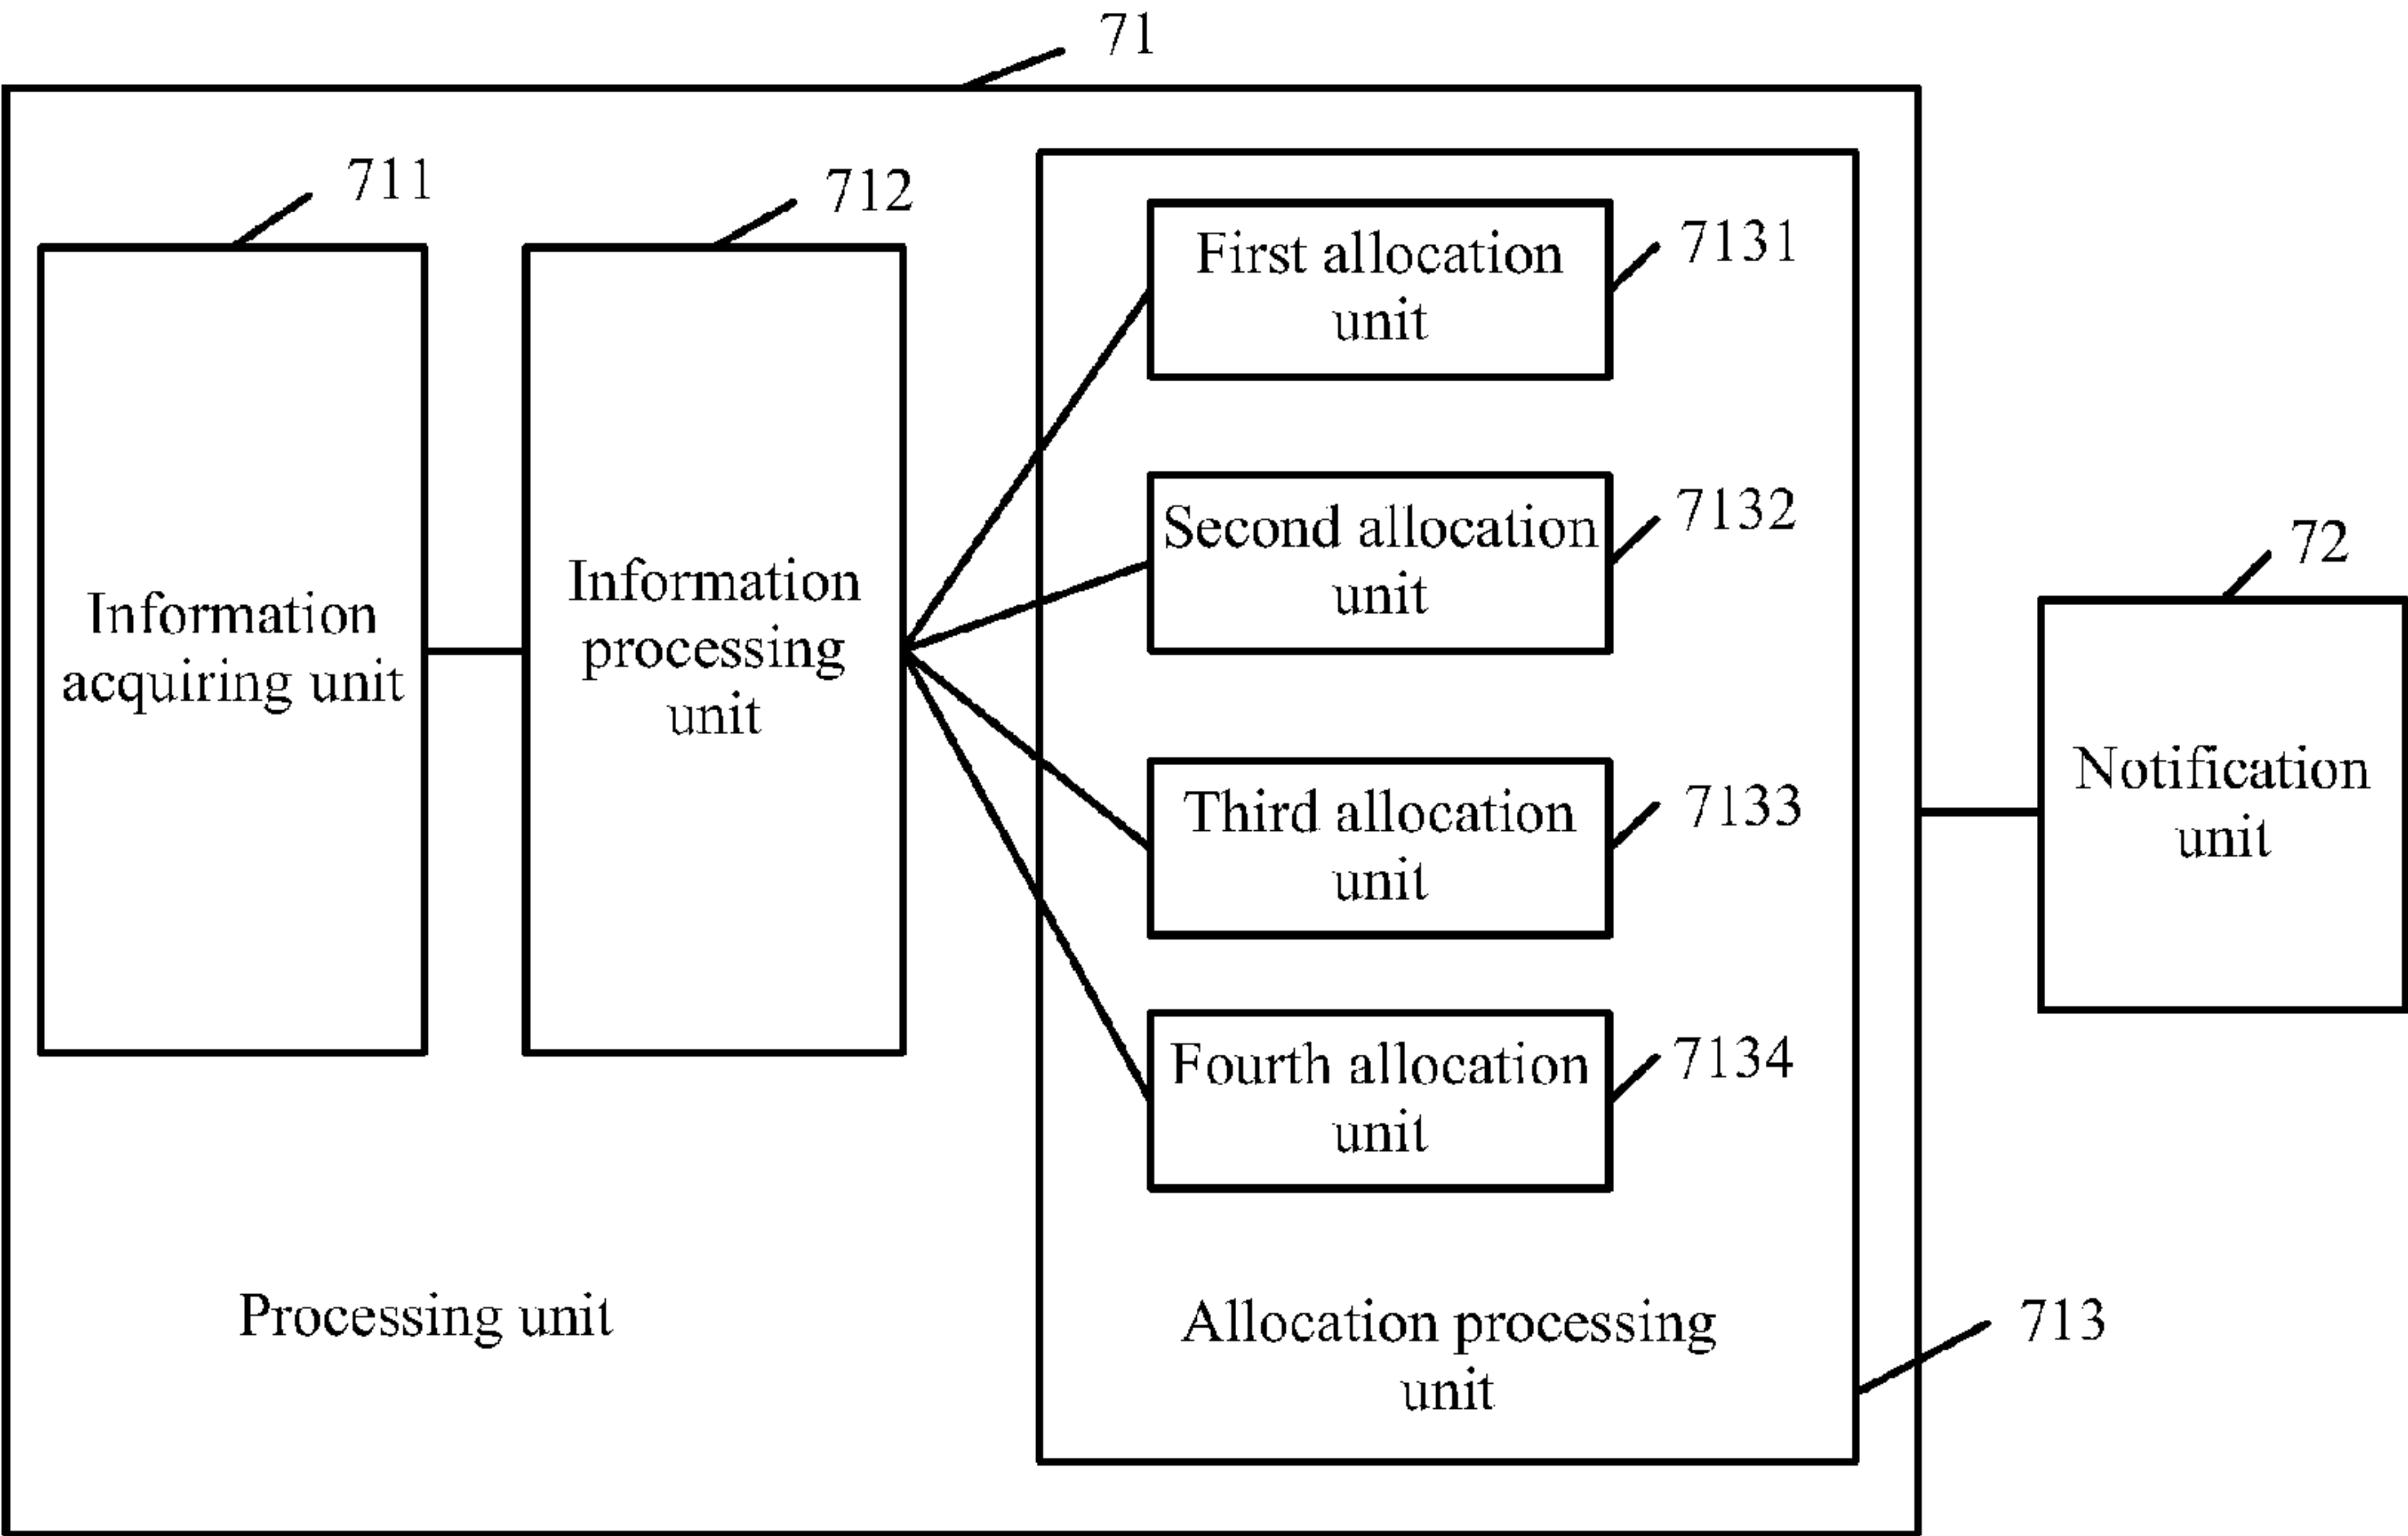 71
711
712
First allocation
unit
7131
Second allocation
unit
7132
72
Information
acquiring unit
Information
processing
unit
Third allocation
unit
7133
Notification
unit
Fourth allocation
unit
7134
Processing unit
Allocation processing
unit
713